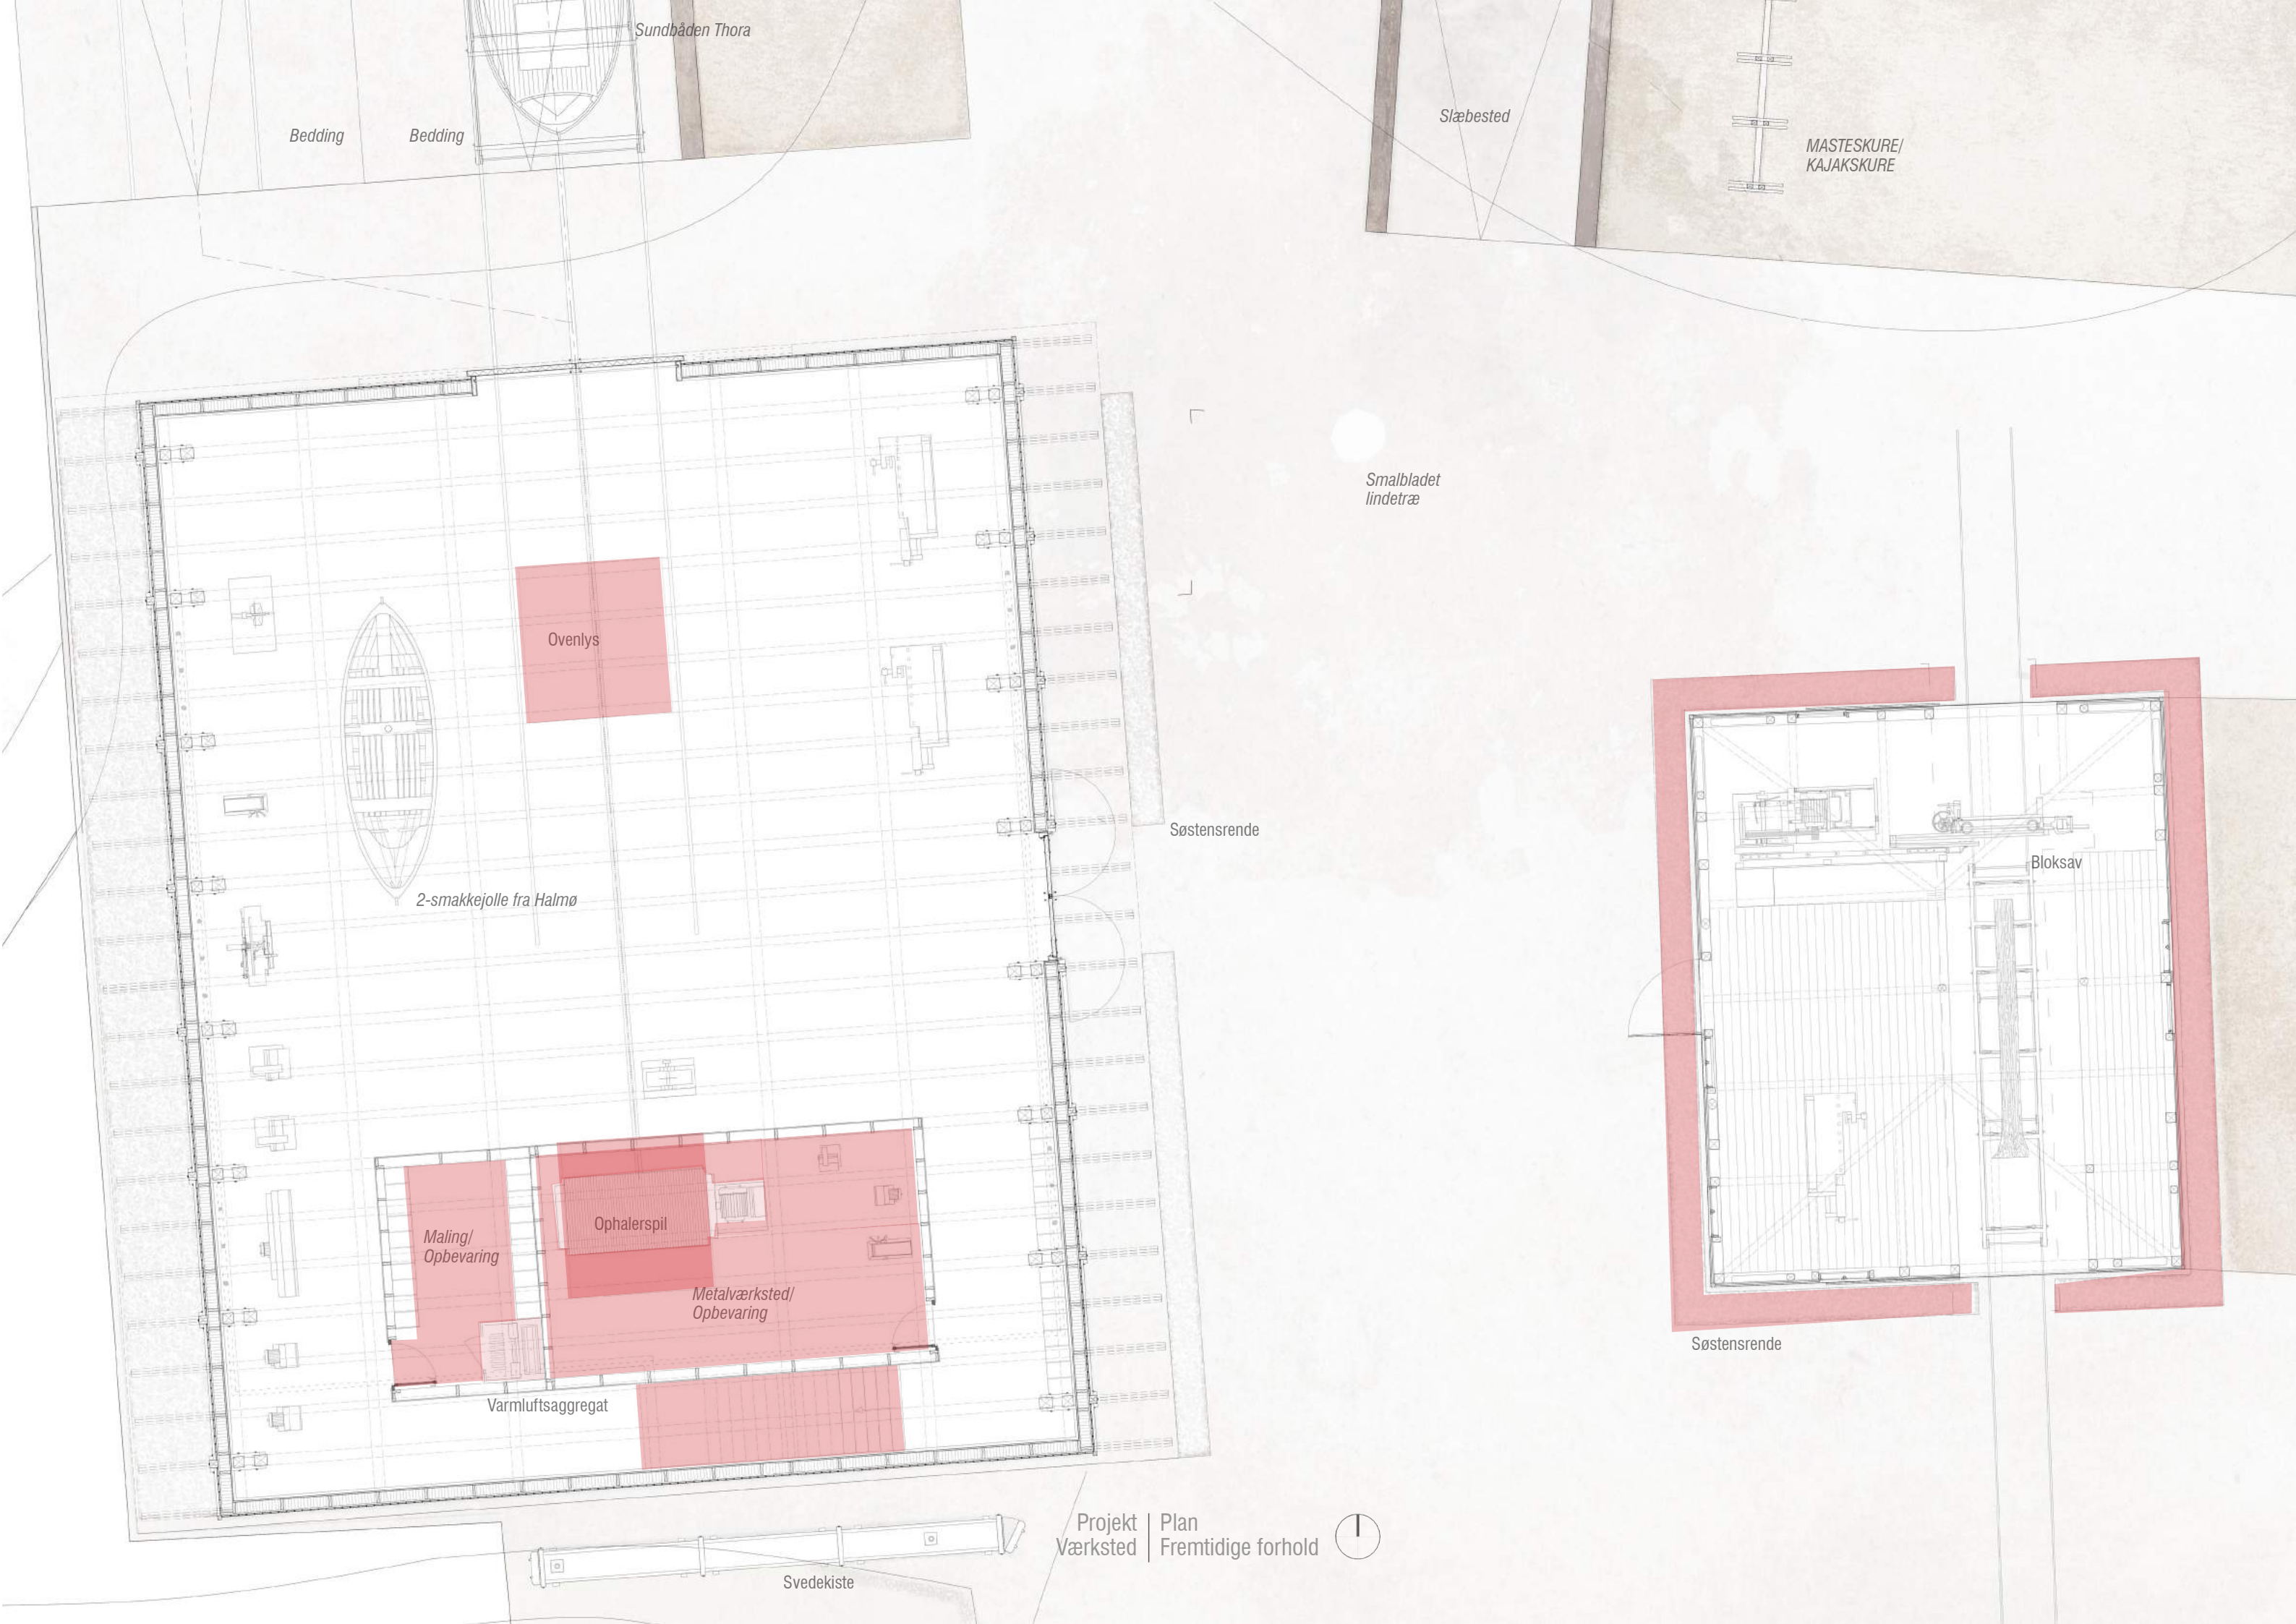 Sundbåden Thora
Bedding
Bedding
Slæbested
MASTESKURE/
KAJAKSKURE
Smalbladet
lindetræ
Ovenlys
Søstensrende
Bloksav
2-smakkejolle fra Halmø
Ophalerspil
Maling/
Opbevaring
Metalværksted/
Opbevaring
Søstensrende
Varmluftsaggregat
Projekt
Værksted
Plan
Fremtidige forhold
Svedekiste